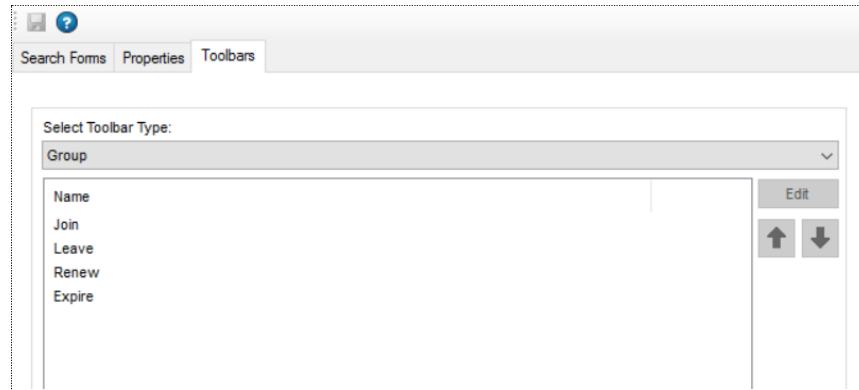 Search Forms Properties Toolbars
Select Toolbar Type:
Group
Name
Edit
Join
Leave
Renew
Expire